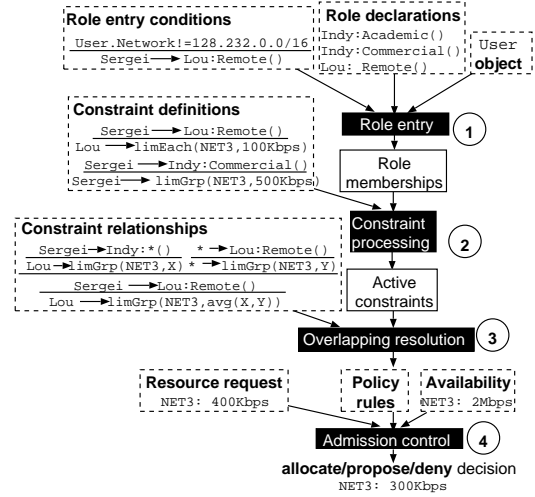 Role entry conditions
User.Network!=128.232.0.0/16
Sergei→Lou:Remote()
Role declarations
Indy:Academic()
Indy:Commercial()
Lou: Remote()
User
object
Role entry
1
Constraint definitions
Sergei→Lou:Remote()
Lou→limEach(NET3,100Kbps)
Sergei→Indy:Commercial()
Sergei→ limGrp(NET3,500Kbps)
Role
memberships
Constraint
processing
2
Constraint relationships
Sergei→Indy:*() *→Lou:Remote()
Lou→limGrp(NET3,X) *→limGrp(NET3,Y)
Sergei→Lou:Remote()
Lou→limGrp(NET3,avg(X,Y))
Active
constraints
Overlapping resolution
3
Resource request
NET3: 400Kbps
Policy
rules
Availability
NET3: 2Mbps
Admission control
4
allocate/propose/deny decision
NET3: 300Kbps